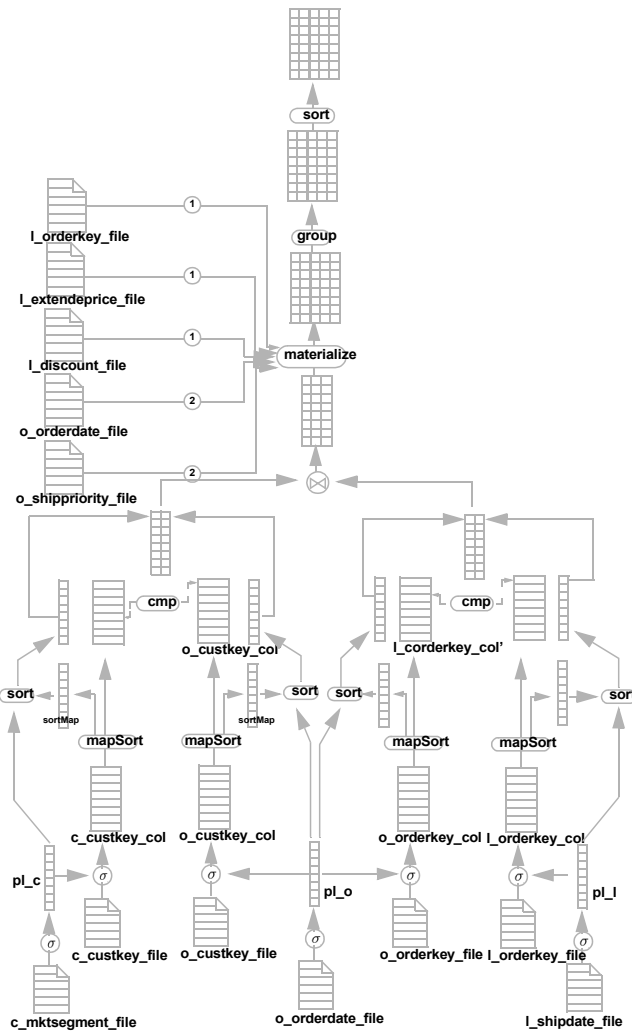 sort
1
l_orderkey_file
group
1
l_extendeprice_file
1
l_discount_file
materialize
2
o_orderdate_file
2
o_shippriority_file
cmp
cmp
o_custkey_col
l_corderkey_col'
sort
sort
sort
sort
sortMap
sortMap
mapSort
mapSort
mapSort
mapSort
c_custkey_col
o_custkey_col
o_orderkey_col
l_orderkey_col
pl_c
σ
σ
pl_o
σ
σ
pl_l
c_custkey_file
o_custkey_file
o_orderkey_file
l_orderkey_file
σ
σ
σ
c_mktsegment_file
o_orderdate_file
l_shipdate_file